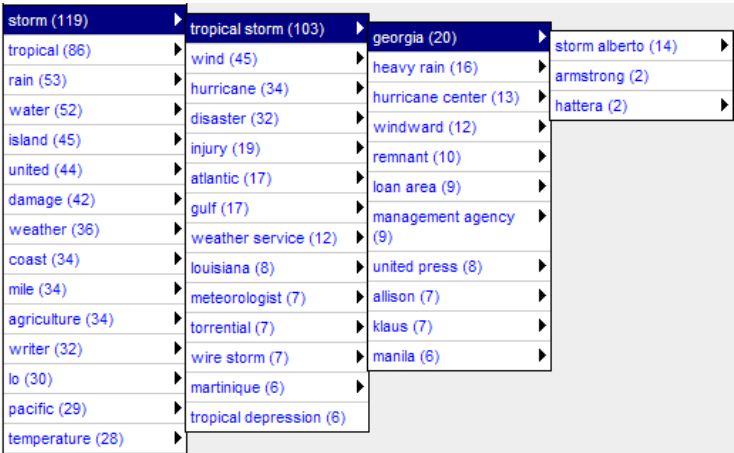 storm (119)
tropical (86)
rain (53)
water (52)
island (45)
united (44)
damage (42)
weather (36)
coast (34)
mile (34)
agriculture (34)
writer (32)
lo (30)
pacific (29)
temperature (28)
tropical storm (103)
wind (45)
hurricane (34)
disaster (32)
injury (19)
atlantic (17)
gulf (17)
weather service (12)
louisiana (8)
meteorologist (7)
torrential (7)
wire storm (7)
martinique (6)
tropical depression (6)
georgia (20)
heavy rain (16)
hurricane center (13)
windward (12)
remnant (10)
loan area (9)
management agency
(9)
united press (8)
allison (7)
klaus (7)
manila (6)
storm alberto (14)
armstrong (2)
hattera (2)